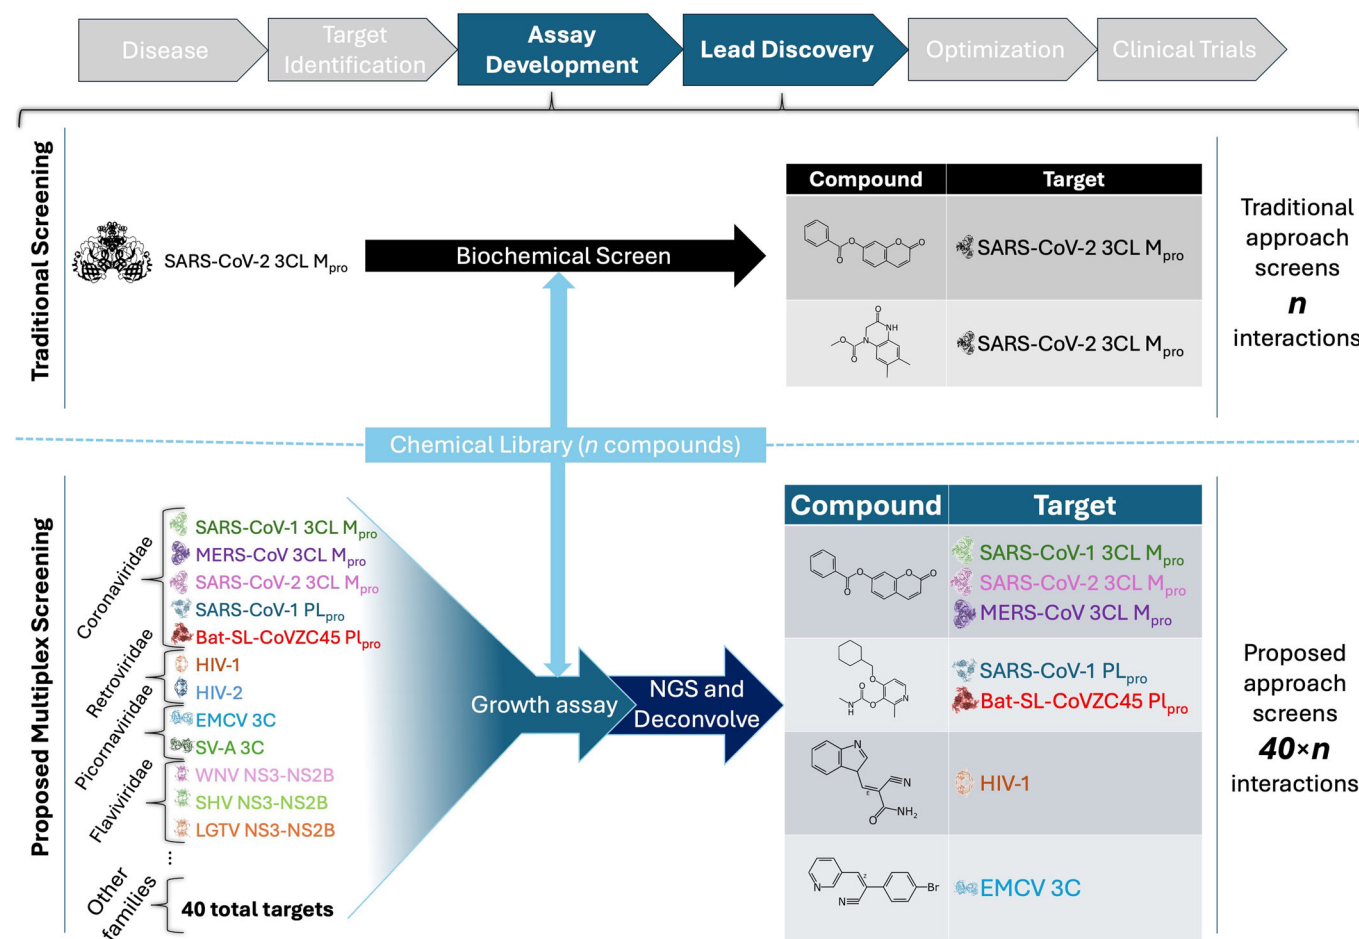 Disease
Target
Identification
Assay
Development
Lead Discovery
Optimization
Clinical Trials
Traditional Screening
SARS-CoV-2 3CL Mpro
Biochemical Screen
Compound
Target
SARS-CoV-2 3CL Mpro
SARS-CoV-2 3CL Mpro
Traditional
approach
screens
n
interactions
Chemical Library (n compounds)
Proposed Multiplex Screening
Coronaviridae
SARS-CoV-1 3CL Mpro
MERS-CoV 3CL Mpro
SARS-CoV-2 3CL Mpro
SARS-CoV-1 PLpro
Bat-SL-CoVZC45 Plpro
Retroviridae
HIV-1
HIV-2
Picornaviridae
EMCV 3C
SV-A 3C
Flaviviridae
WNV NS3-NS2B
SHV NS3-NS2B
LGTV NS3-NS2B
...
Other
families
40 total targets
Growth assay
NGS and
Deconvolve
Compound
Target
SARS-CoV-1 3CL Mpro
SARS-CoV-2 3CL Mpro
MERS-CoV 3CL Mpro
SARS-CoV-1 PLpro
Bat-SL-CoVZC45 Plpro
HIV-1
EMCV 3C
Proposed
approach
screens
40×n
interactions